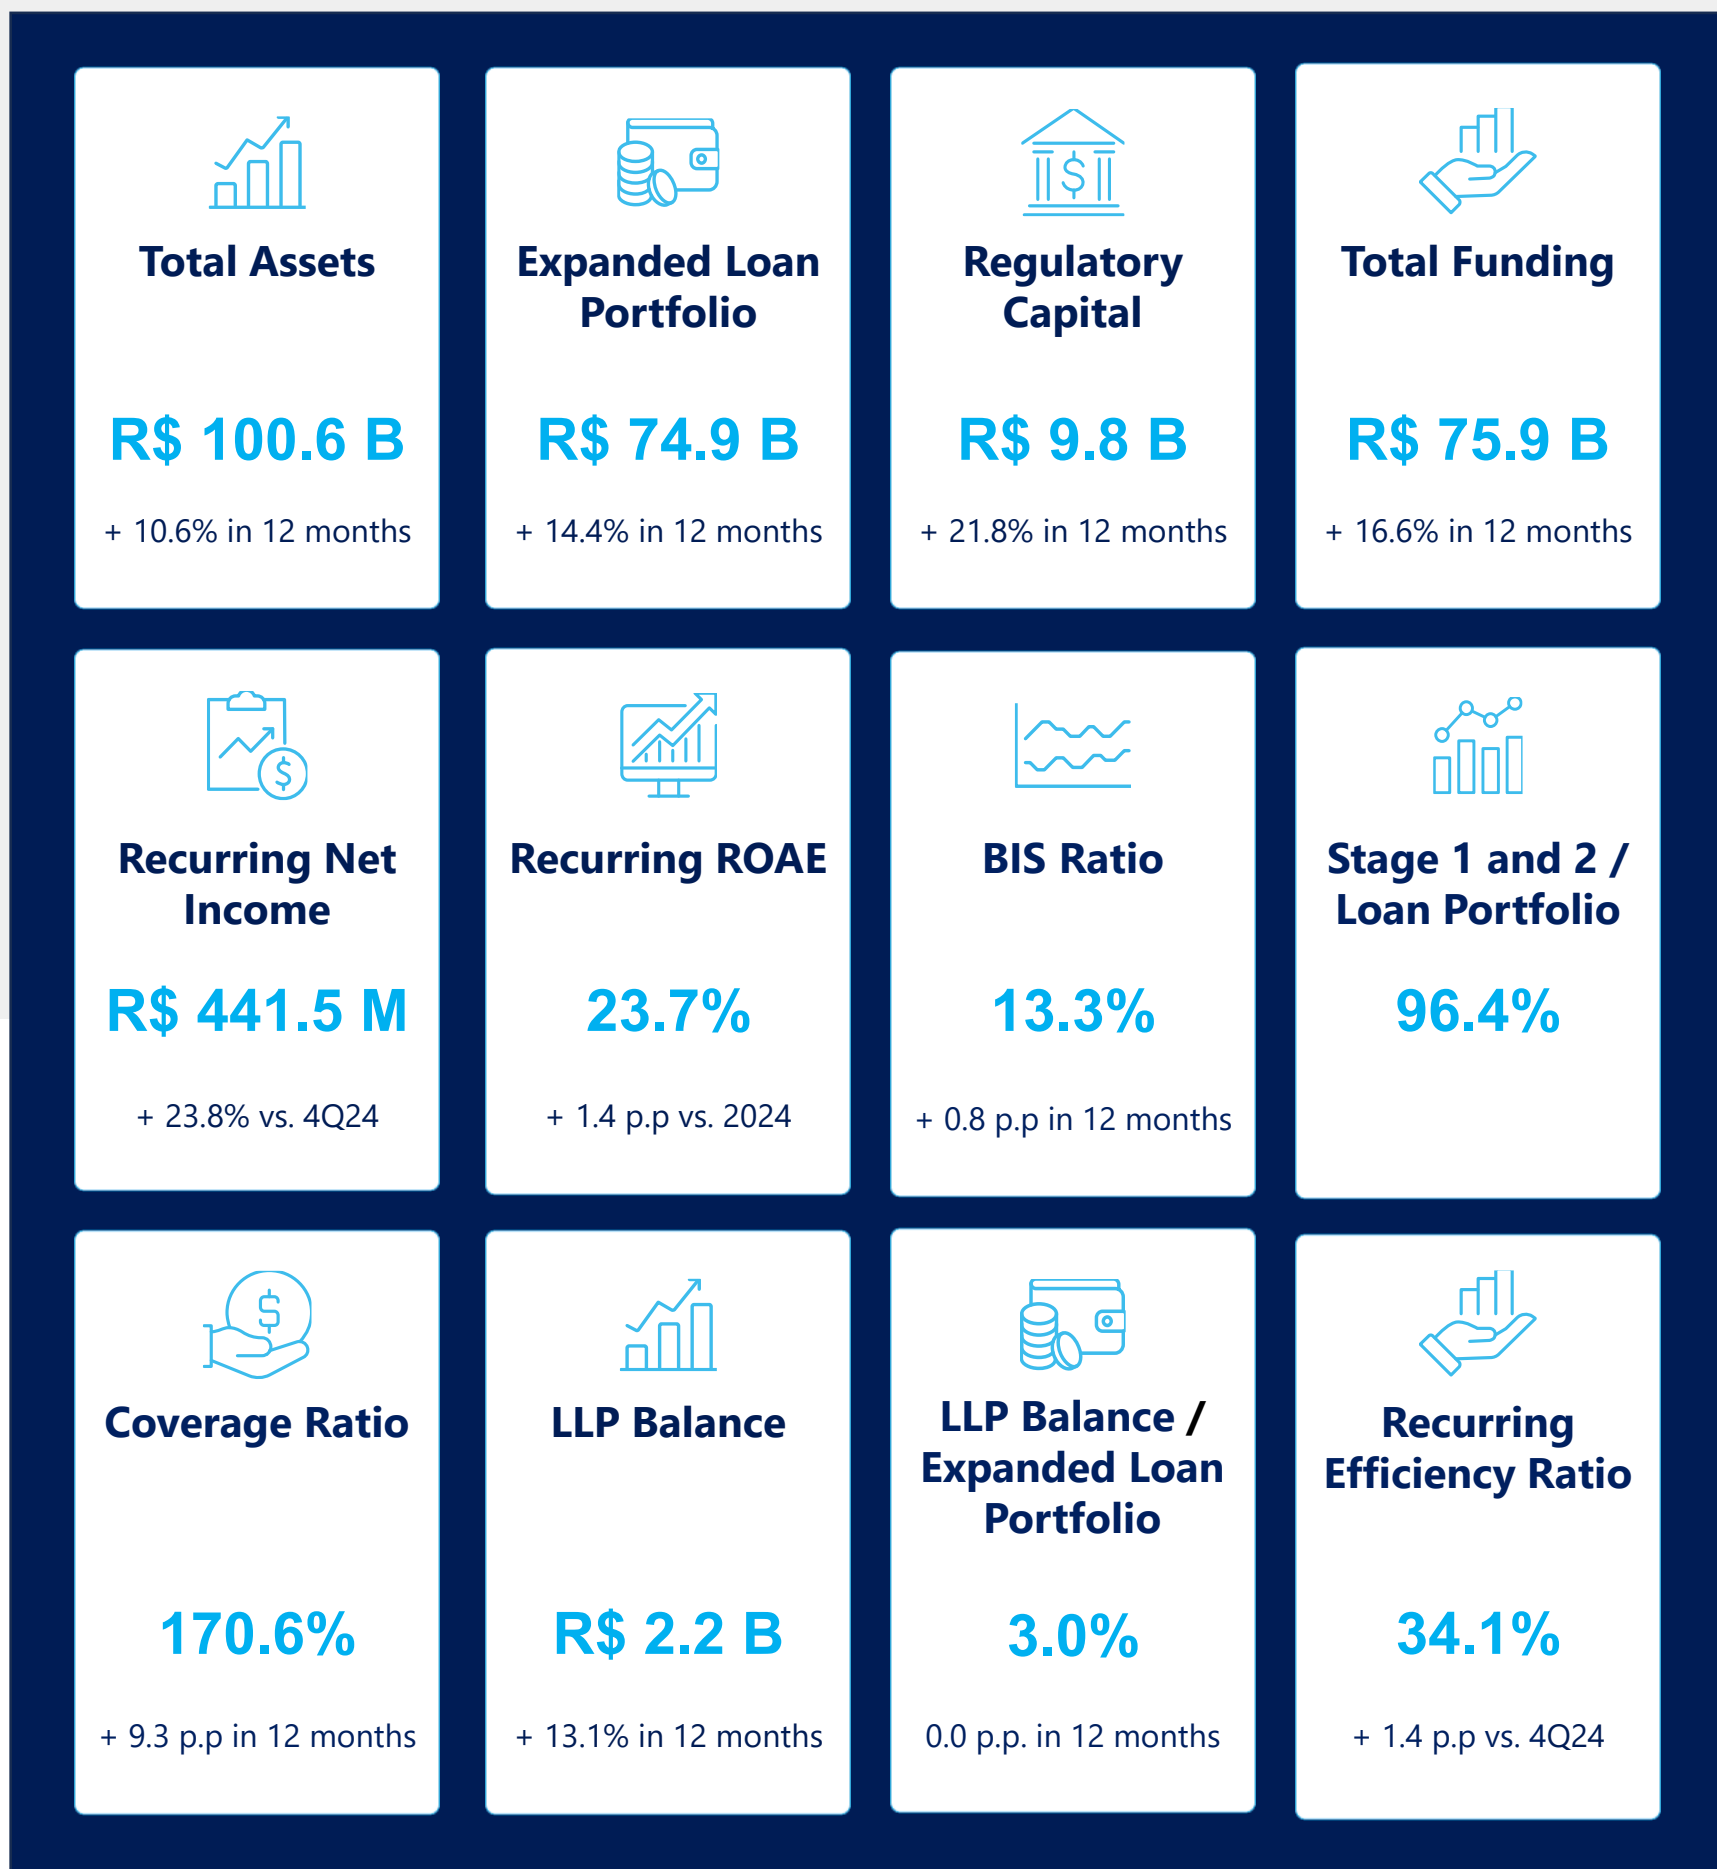 Total Assets
R$ 100.6 B
+ 10.6% in 12 months
Expanded Loan
Portfolio
R$ 74.9 B
+ 14.4% in 12 months
Regulatory
Capital
R$ 9.8 B
+ 21.8% in 12 months
Total Funding
R$ 75.9 B
+ 16.6% in 12 months
Recurring Net
Income
R$ 441.5 M
+ 23.8% vs. 4Q24
Recurring ROAE
23.7%
+ 1.4 p.p vs. 2024
BIS Ratio
13.3%
+ 0.8 p.p in 12 months
Stage 1 and 2 /
Loan Portfolio
96.4%
Coverage Ratio
170.6%
+ 9.3 p.p in 12 months
LLP Balance
R$ 2.2 B
+ 13.1% in 12 months
LLP Balance /
Expanded Loan
Portfolio
3.0%
0.0 p.p. in 12 months
Recurring
Efficiency Ratio
34.1%
+ 1.4 p.p vs. 4Q24